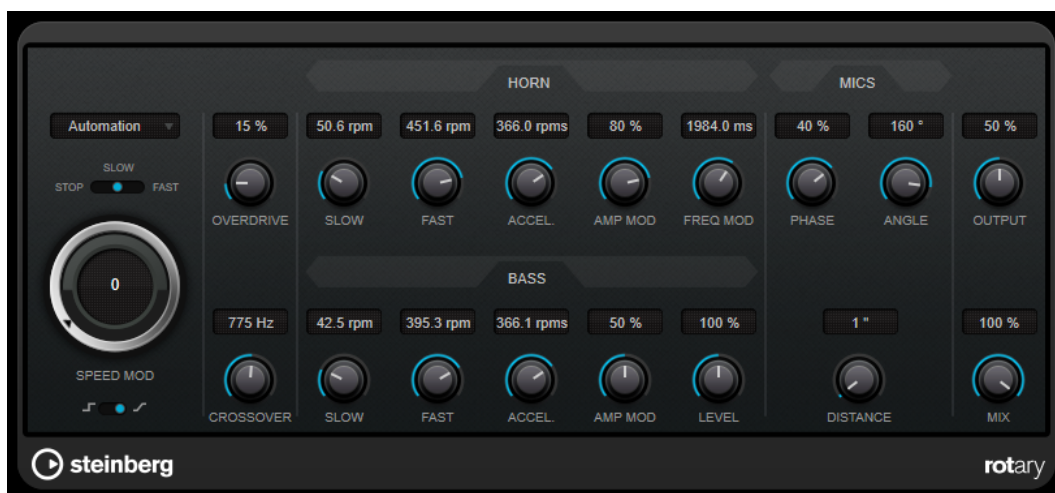 HORN MICS
Automation 15 % 50.6 rpm 451.6 rpm 366.0 rpms 80 % 1984.0 ms 40 % 160 ° 50 %
SLOW
STOP FAST
OVERDRIVE SLOW FAST ACCEL. AMP MOD FREQ MOD PHASE ANGLE OUTPUT
BASS
0
775 Hz 42.5 rpm 395.3 rpm 366.1 rpms 50 % 100 % 1 " 100 %
SPEED MOD
CROSSOVER SLOW FAST ACCEL. AMP MOD LEVEL DISTANCE MIX
steinberg rotary